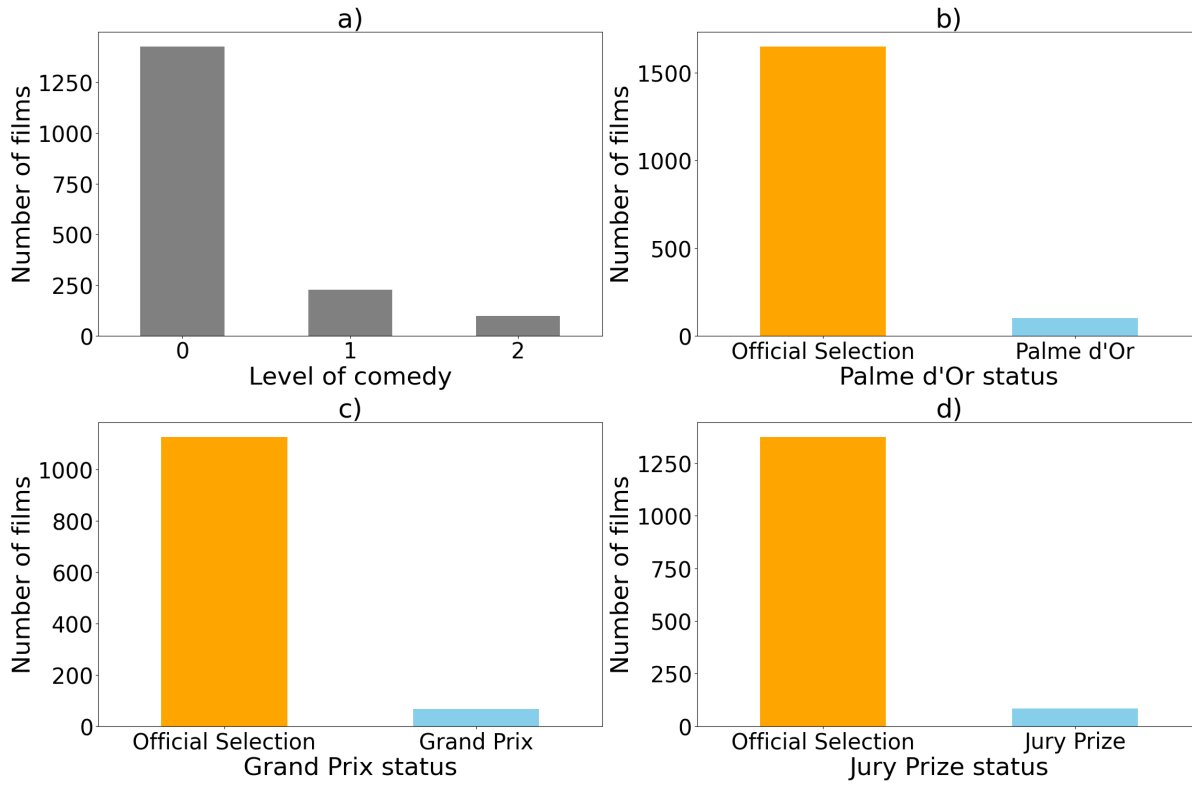 a)
Number of films
1250
1000
750
500
250
0
0 1 2
Level of comedy
b)
Number of films
1500
1000
500
0
Official Selection Palme d'Or
Palme d'Or status
c)
Number of films
1000
800
600
400
200
0
Official Selection Grand Prix
Grand Prix status
d)
Number of films
1250
1000
750
500
250
0
Official Selection Jury Prize
Jury Prize status